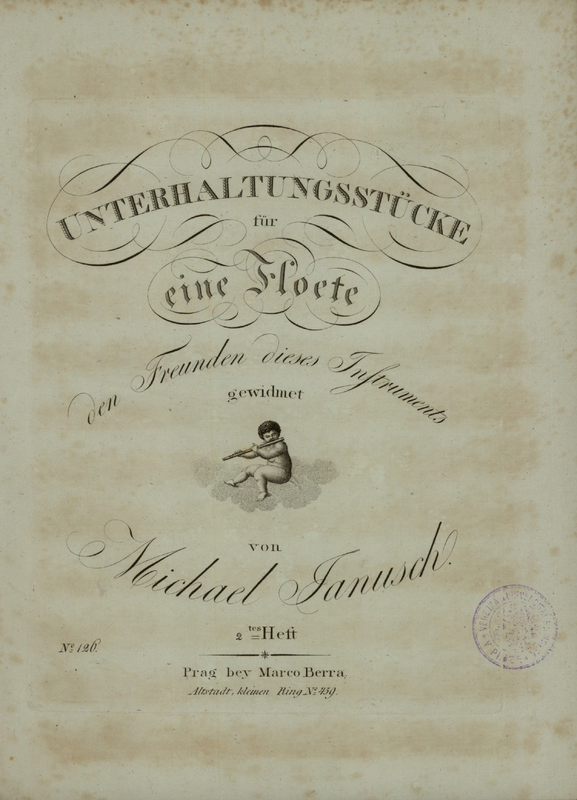 UNTERHALTUNGSSTÜCKE
für
eine Floete
den Freunden dieses Instruments
gewidmet
von
Michael Janusch.
2tes Heft
No. 126.
Prag bey Marco Berra,
Altstadt, kleinen Ring No. 459.